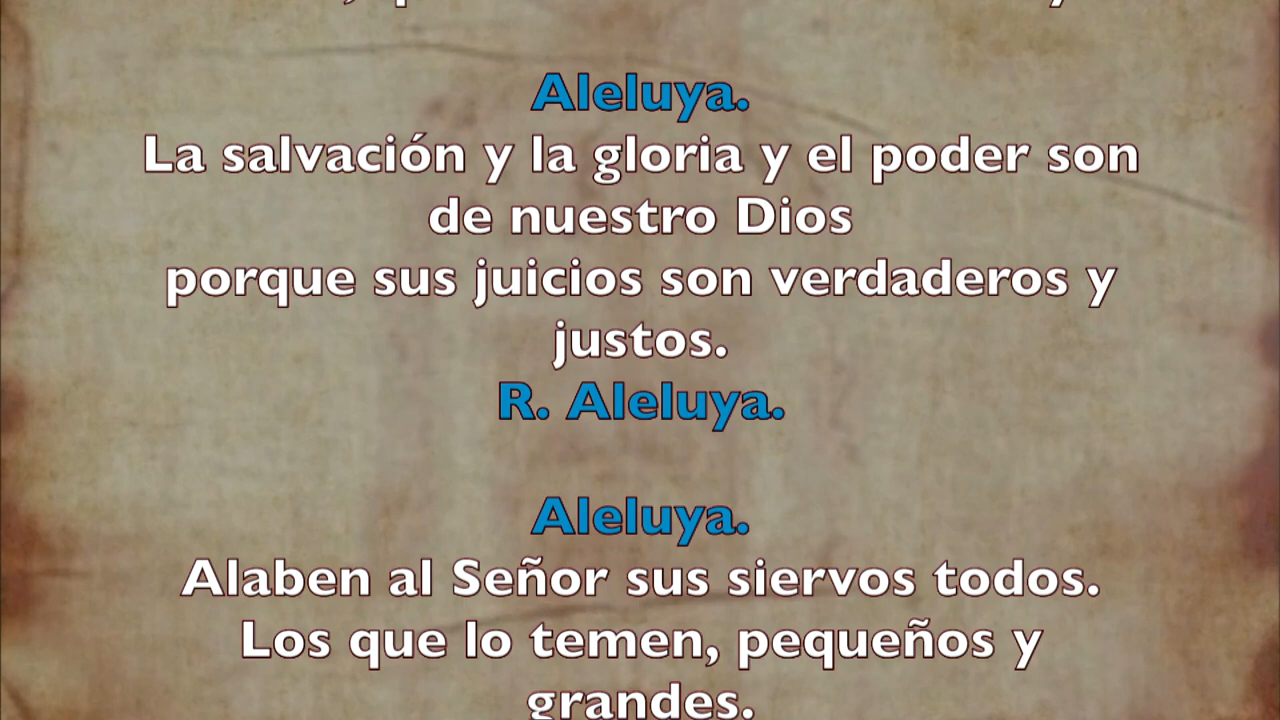 Aleluya.
La salvación y la gloria y el poder son
de nuestro Dios
porque sus juicios son verdaderos y
justos.
R. Aleluya.
Aleluya.
Alaben al Señor sus siervos todos.
Los que lo temen, pequeños y
grandes.